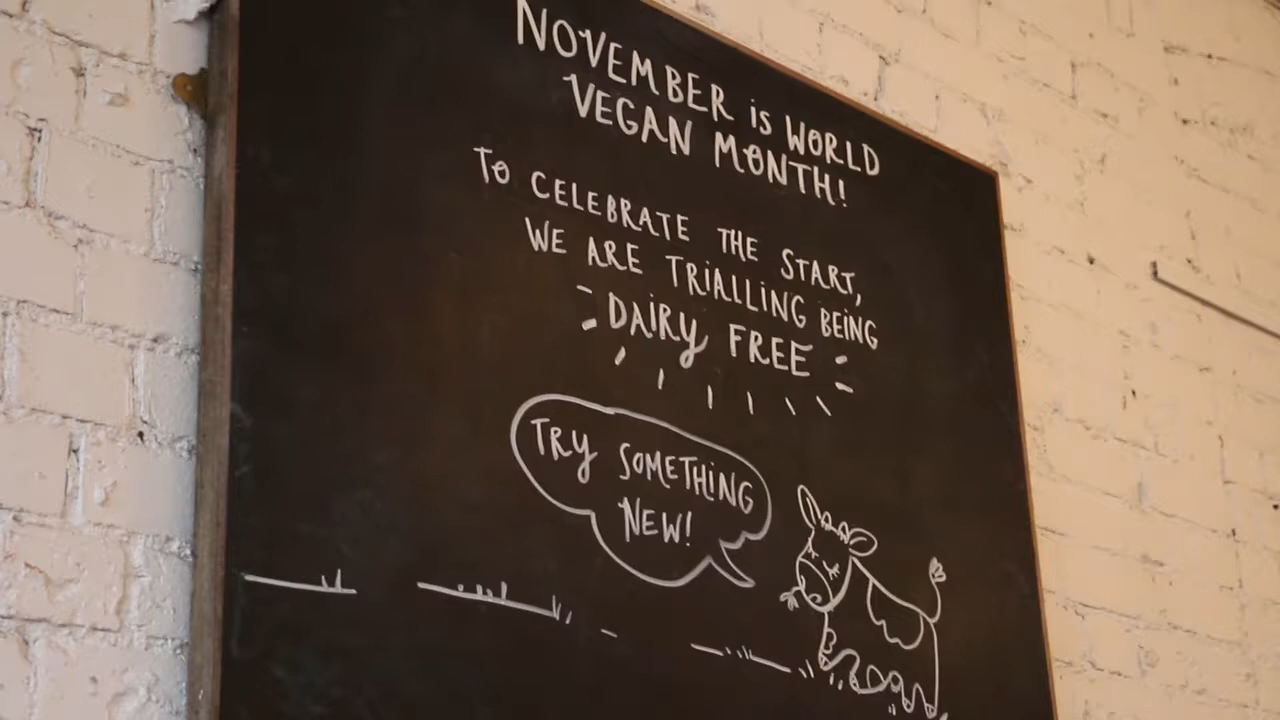 NOVEMBER is WORLD
VEGAN MONTH!
To CELEBRATE THE START,
WE ARE TRiALLiNG BEiNG
DAiRY FREE
TRY SOMETHiNG
NEW!